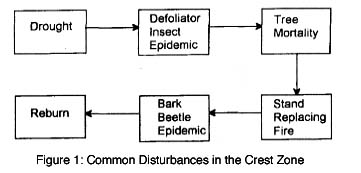 Drought
Defoliator
Insect
Epidemic
Tree
Mortality
Reburn
Bark
Beetle
Epidemic
Stand
Replacing
Fire
Figure 1: Common Disturbances in the Crest Zone